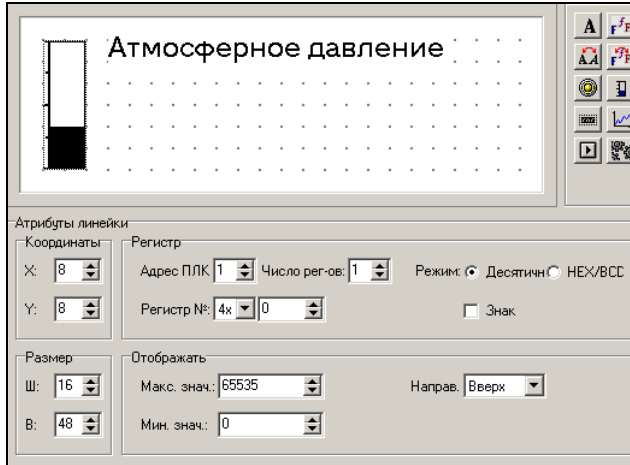 Атмосферное давление
Атрибуты линейки
Координаты
X: 8
Y: 8
Регистр
Адрес ПЛК 1 Число рег-ов: 1 Режим: Десятичн HEX/BCD
Регистр №: 4x 0 Знак
Размер
Ш: 16
В: 48
Отображать
Макс. знач.: 65535 Направ. Вверх
Мин. знач.: 0